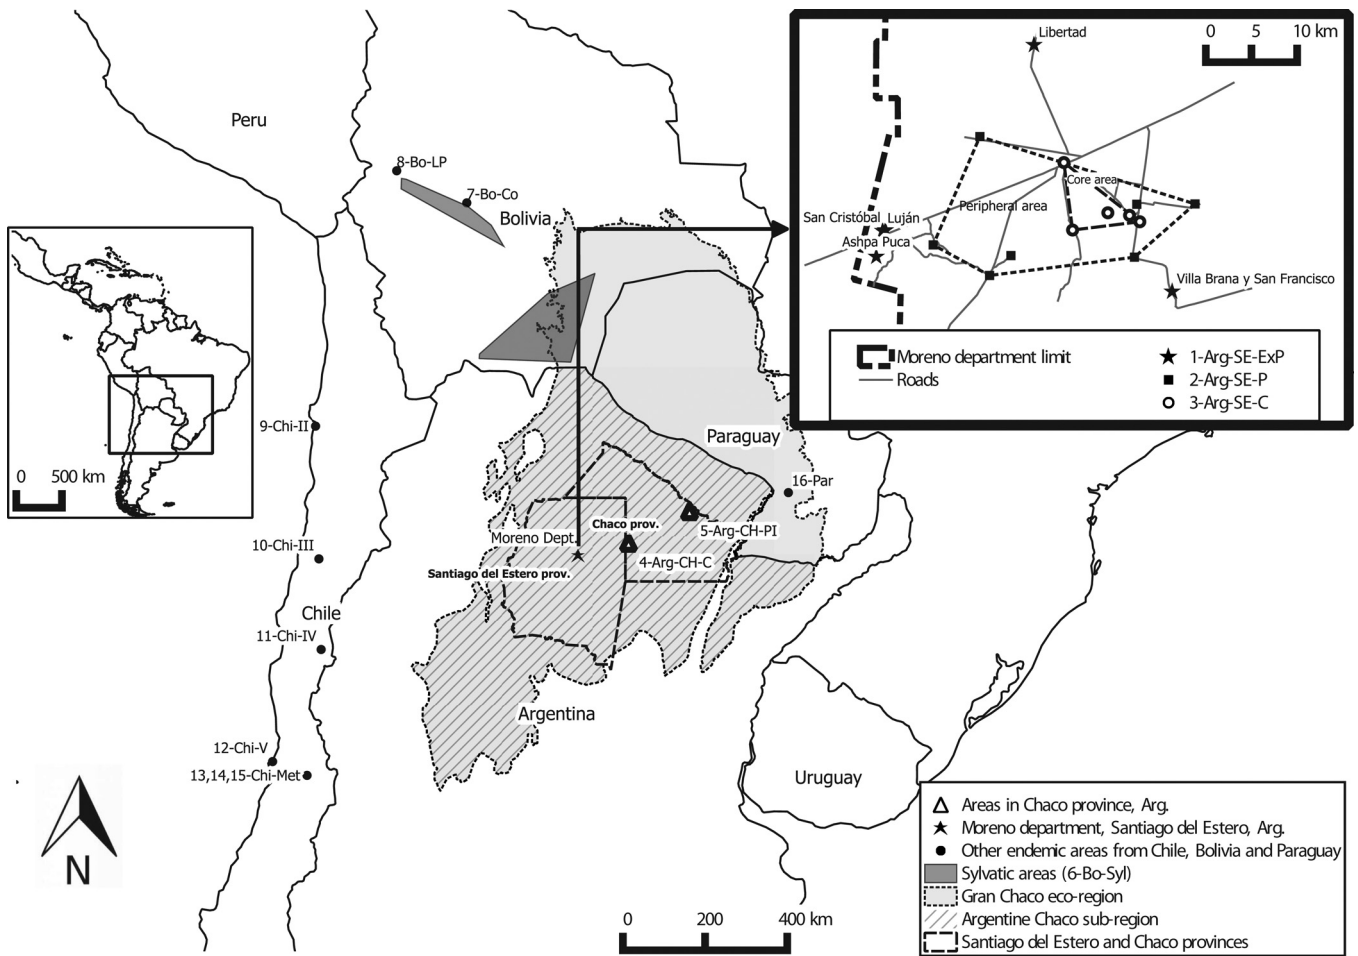 Peru
8-Bo-LP
7-Bo-Co
Bolivia
0 500 km
9-Chi-II
10-Chi-III
Chile
11-Chi-IV
12-Chi-V
13,14,15-Chi-Met
N
Paraguay
16-Par
Chaco prov.
5-Arg-CH-PI
Moreno Dept.
4-Arg-CH-C
Santiago del Estero prov.
Argentina
Uruguay
0 200 400 km
Libertad
0 5 10 km
Core area
Peripheral area
San Cristóbal Luján
Ashpa Puca
Villa Brana y San Francisco
Moreno department limit
Roads
1-Arg-SE-ExP
2-Arg-SE-P
3-Arg-SE-C
Areas in Chaco province, Arg.
Moreno department, Santiago del Estero, Arg.
Other endemic areas from Chile, Bolivia and Paraguay
Sylvatic areas (6-Bo-Syl)
Gran Chaco eco-region
Argentine Chaco sub-region
Santiago del Estero and Chaco provinces